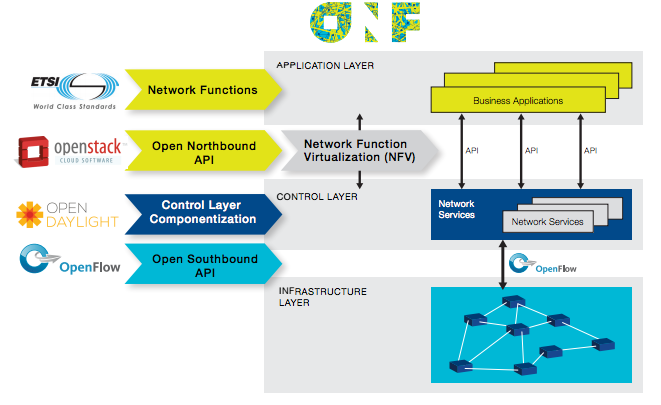 ONF
APPLICATION LAYER
ETSI
World Class Standards
Network Functions
Business Applications
openstack™
CLOUD SOFTWARE
Open Northbound
API
Network Function
Virtualization (NFV)
API
API
API
OPEN
DAYLIGHT
Control Layer
Componentization
CONTROL LAYER
Network
Services
Network Services
OpenFlow
Open Southbound
API
OpenFlow
INFRASTRUCTURE
LAYER